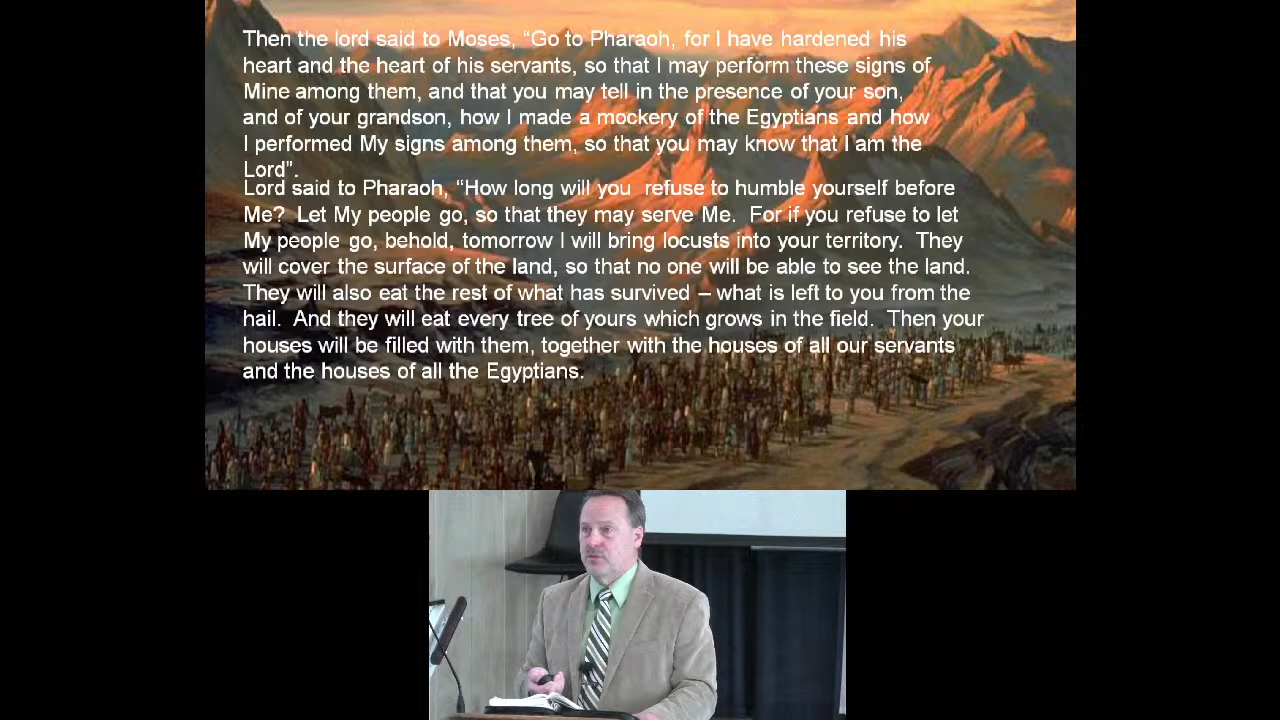 Then the lord said to Moses, “Go to Pharaoh, for I have hardened his
heart and the heart of his servants, so that I may perform these signs of
Mine among them, and that you may tell in the presence of your son,
and of your grandson, how I made a mockery of the Egyptians and how
I performed My signs among them, so that you may know that I am the
Lord”.
Lord said to Pharaoh, “How long will you  refuse to humble yourself before
Me?  Let My people go, so that they may serve Me.  For if you refuse to let
My people go, behold, tomorrow I will bring locusts into your territory.  They
will cover the surface of the land, so that no one will be able to see the land.
They will also eat the rest of what has survived – what is left to you from the
hail.  And they will eat every tree of yours which grows in the field.  Then your
houses will be filled with them, together with the houses of all our servants
and the houses of all the Egyptians.